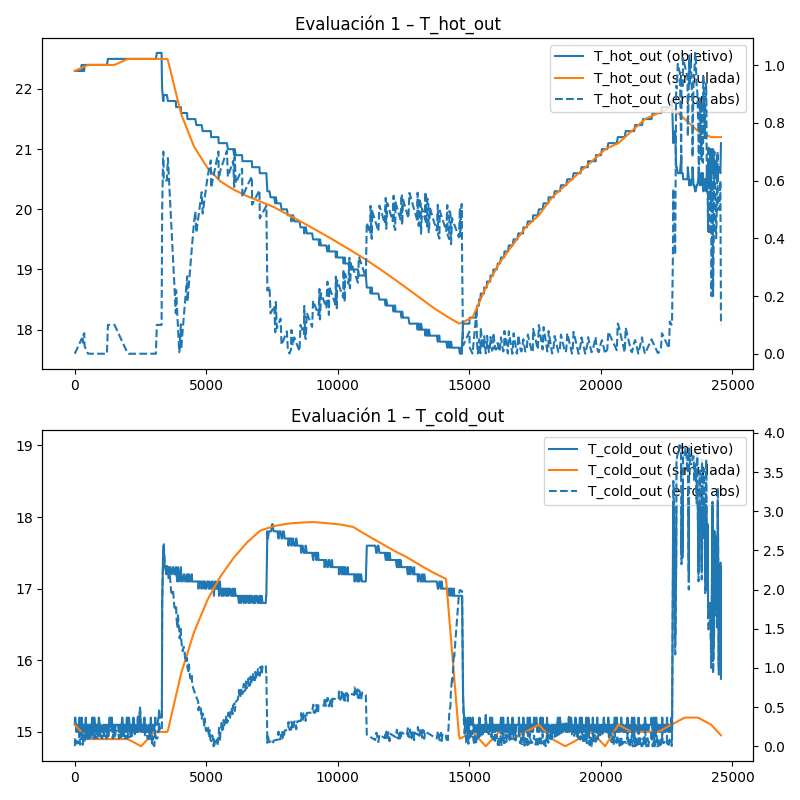 Evaluación 1 – T_hot_out
T_hot_out (objetivo)
T_hot_out (simulada)
T_hot_out (error abs)
22
21
20
19
18
1.0
0.8
0.6
0.4
0.2
0.0
0 5000 10000 15000 20000 25000
Evaluación 1 – T_cold_out
T_cold_out (objetivo)
T_cold_out (simulada)
T_cold_out (error abs)
19
18
17
16
15
4.0
3.5
3.0
2.5
2.0
1.5
1.0
0.5
0.0
0 5000 10000 15000 20000 25000